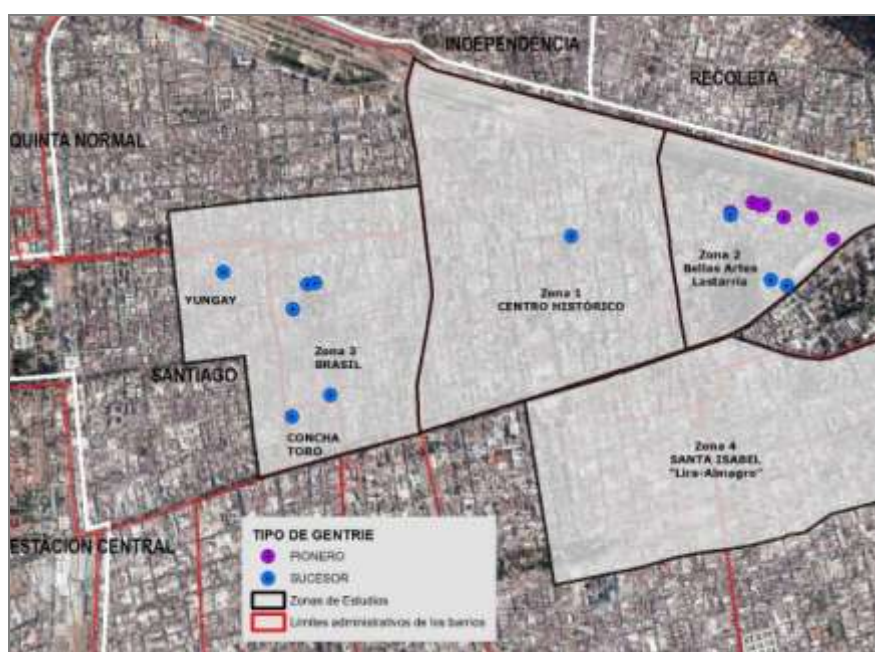 INDEPENDENCIA
RECOLETA
QUINTA NORMAL
Zona 2
Bellas Artes
Lastarria
YUNGAY
Zona 1
CENTRO HISTÓRICO
Zona 3
BRASIL
SANTIAGO
CONCHA
TORO
Zona 4
SANTA ISABEL
"Lira-Almagro"
ESTACIÓN CENTRAL
TIPO DE GENTRIE
PIONERO
SUCESOR
Zonas de Estudios
Límites administrativos de los barrios